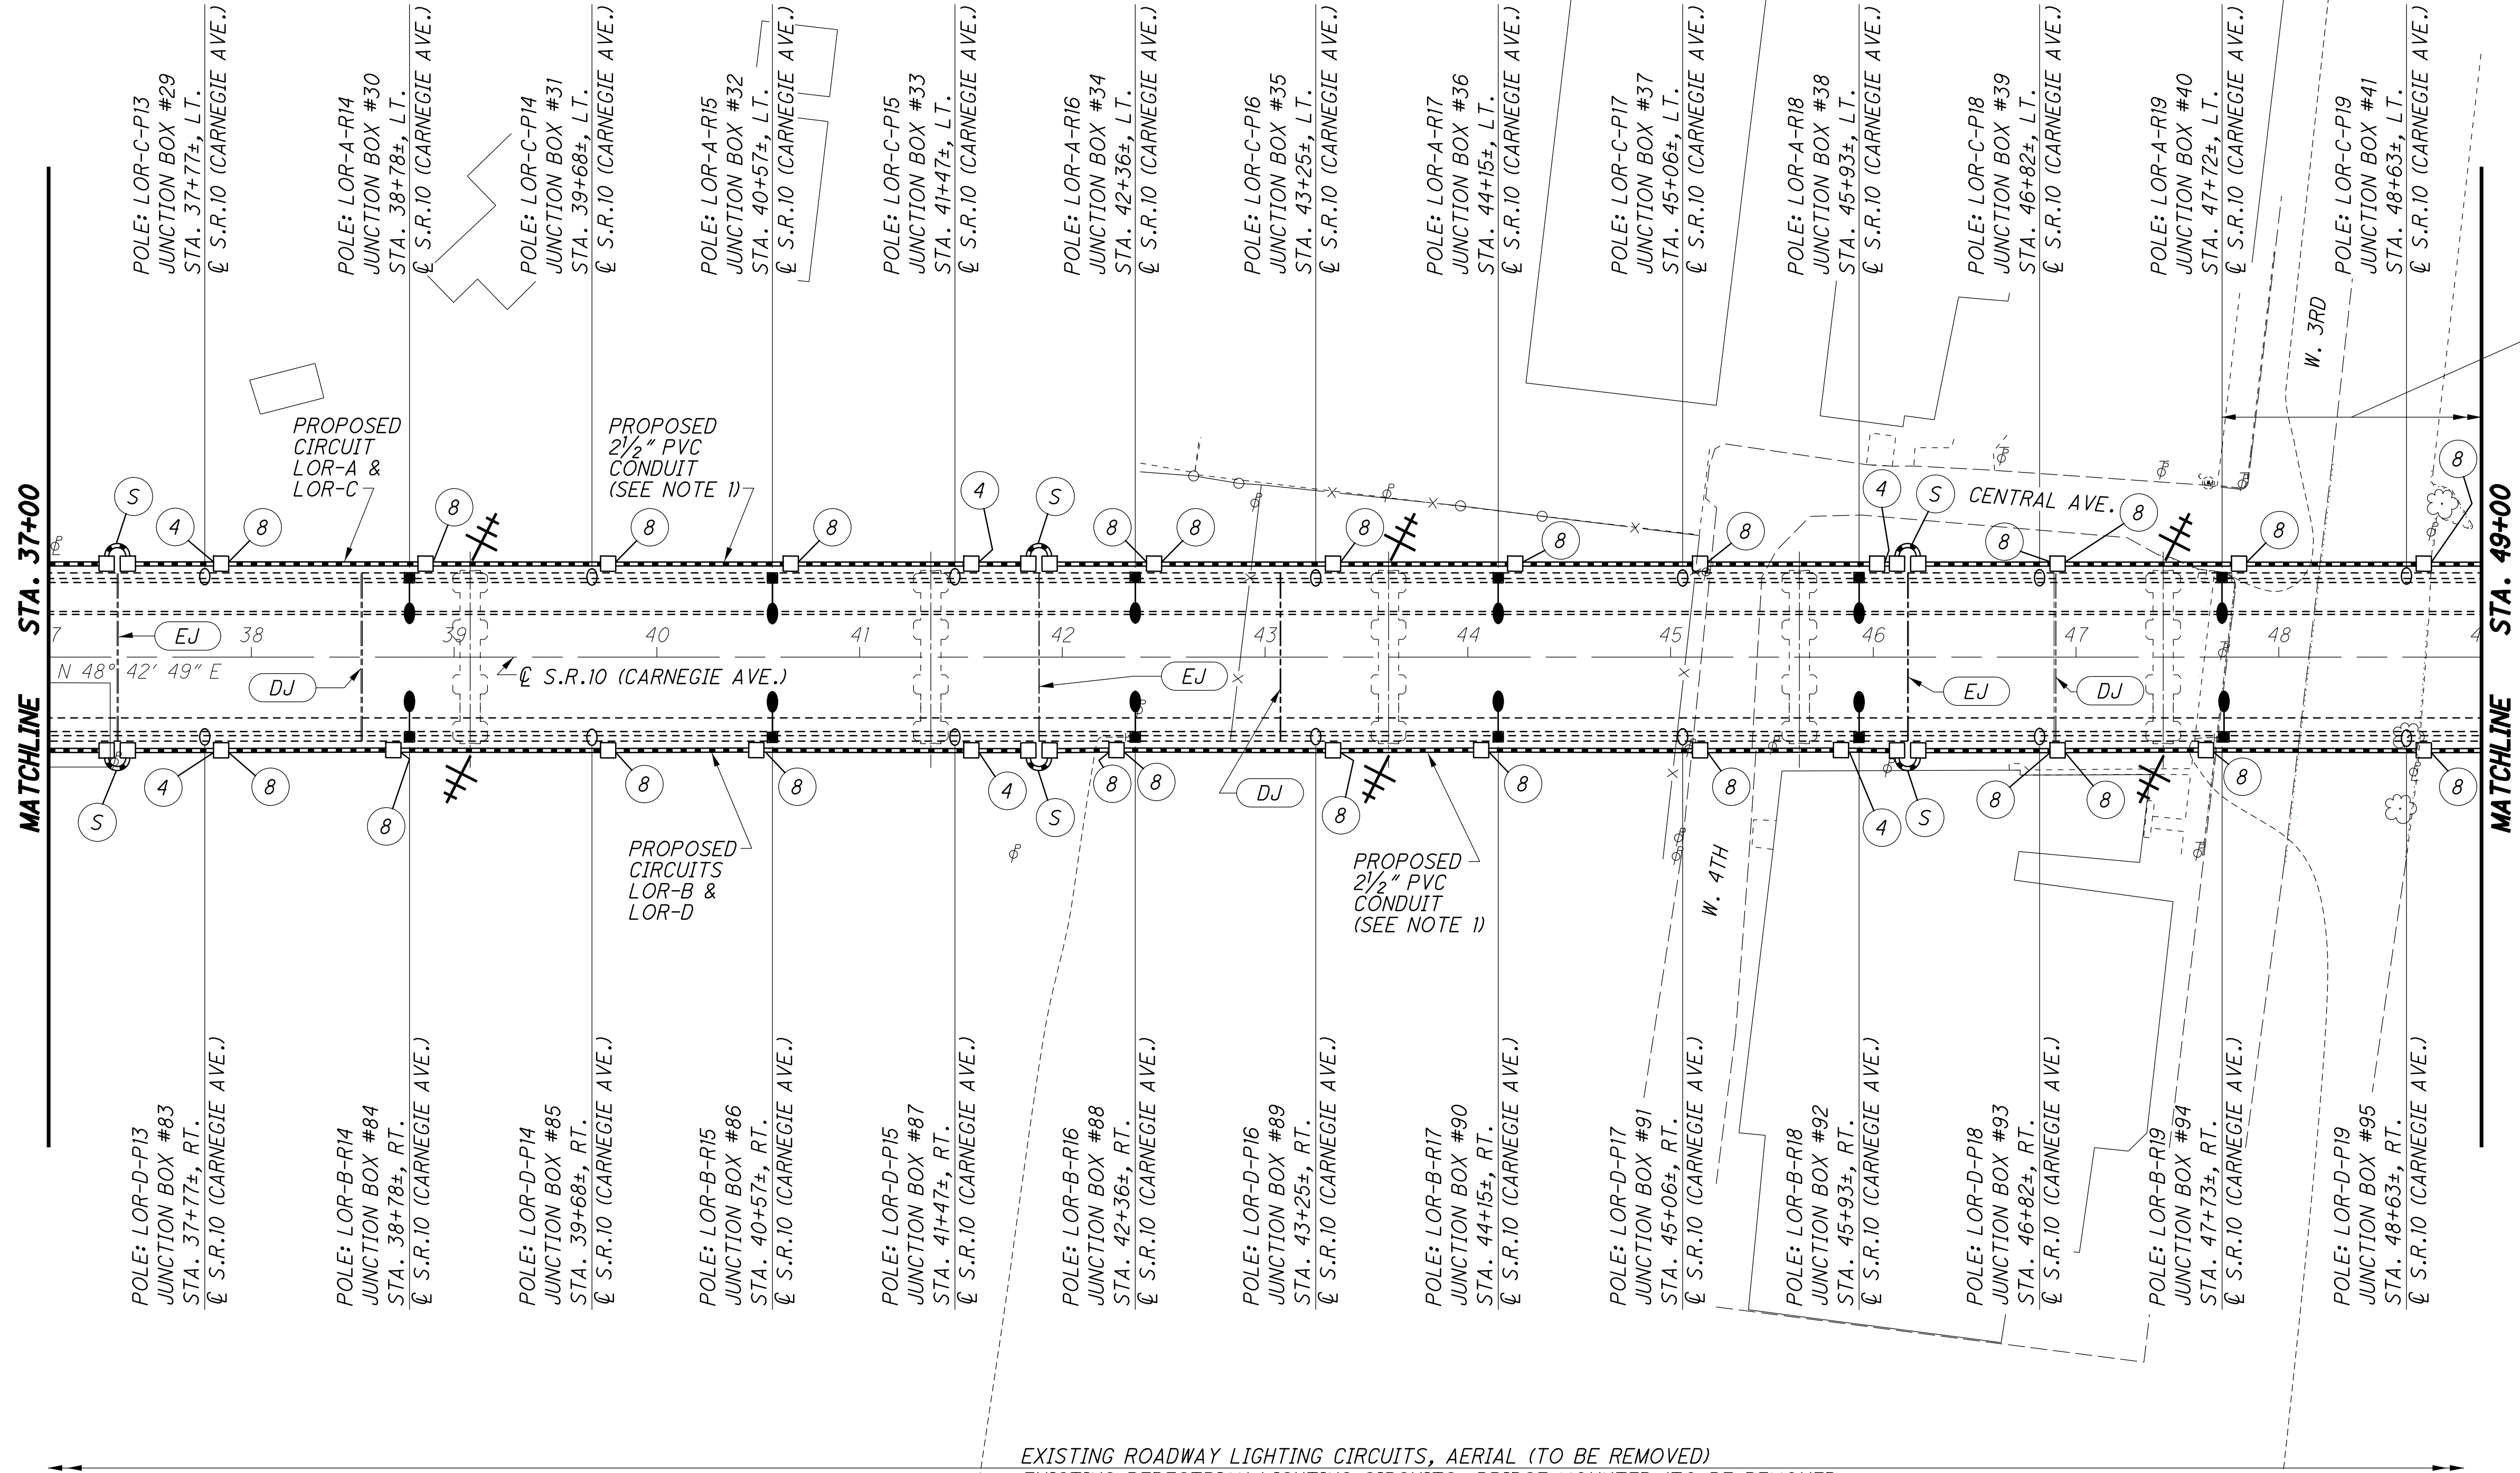 POLE: LOR-C-P13
JUNCTION BOX #29
STA. 37+77±, LT.
℄ S.R.10 (CARNEGIE AVE.)
POLE: LOR-A-R14
JUNCTION BOX #30
STA. 38+78±, LT.
℄ S.R.10 (CARNEGIE AVE.)
POLE: LOR-C-P14
JUNCTION BOX #31
STA. 39+68±, LT.
℄ S.R.10 (CARNEGIE AVE.)
POLE: LOR-A-R15
JUNCTION BOX #32
STA. 40+57±, LT.
℄ S.R.10 (CARNEGIE AVE.)
POLE: LOR-C-P15
JUNCTION BOX #33
STA. 41+47±, LT.
℄ S.R.10 (CARNEGIE AVE.)
POLE: LOR-A-R16
JUNCTION BOX #34
STA. 42+36±, LT.
℄ S.R.10 (CARNEGIE AVE.)
POLE: LOR-C-P16
JUNCTION BOX #35
STA. 43+25±, LT.
℄ S.R.10 (CARNEGIE AVE.)
POLE: LOR-A-R17
JUNCTION BOX #36
STA. 44+15±, LT.
℄ S.R.10 (CARNEGIE AVE.)
POLE: LOR-C-P17
JUNCTION BOX #37
STA. 45+06±, LT.
℄ S.R.10 (CARNEGIE AVE.)
POLE: LOR-A-R18
JUNCTION BOX #38
STA. 45+93±, LT.
℄ S.R.10 (CARNEGIE AVE.)
POLE: LOR-C-P18
JUNCTION BOX #39
STA. 46+82±, LT.
℄ S.R.10 (CARNEGIE AVE.)
POLE: LOR-A-R19
JUNCTION BOX #40
STA. 47+72±, LT.
℄ S.R.10 (CARNEGIE AVE.)
POLE: LOR-C-P19
JUNCTION BOX #41
STA. 48+63±, LT.
℄ S.R.10 (CARNEGIE AVE.)
W. 3RD
PROPOSED
CIRCUIT
LOR-A &
LOR-C
PROPOSED
2½" PVC
CONDUIT
(SEE NOTE 1)
S
4
8
8
8
8
4
S
8
8
8
8
8
4
S
CENTRAL AVE.
8
8
8
8
MATCHLINE STA. 37+00
MATCHLINE STA. 49+00
7 38 39 40 41 42 43 44 45 46 47 48 4
EJ
N 48° 42' 49" E
DJ
℄ S.R.10 (CARNEGIE AVE.)
EJ
EJ
DJ
DJ
S
4
8
8
8
8
4
S
8
8
8
8
8
4
S
8
8
8
8
PROPOSED
CIRCUITS
LOR-B &
LOR-D
PROPOSED
2½" PVC
CONDUIT
(SEE NOTE 1)
W. 4TH
POLE: LOR-D-P13
JUNCTION BOX #83
STA. 37+77±, RT.
℄ S.R.10 (CARNEGIE AVE.)
POLE: LOR-B-R14
JUNCTION BOX #84
STA. 38+78±, RT.
℄ S.R.10 (CARNEGIE AVE.)
POLE: LOR-D-P14
JUNCTION BOX #85
STA. 39+68±, RT.
℄ S.R.10 (CARNEGIE AVE.)
POLE: LOR-B-R15
JUNCTION BOX #86
STA. 40+57±, RT.
℄ S.R.10 (CARNEGIE AVE.)
POLE: LOR-D-P15
JUNCTION BOX #87
STA. 41+47±, RT.
℄ S.R.10 (CARNEGIE AVE.)
POLE: LOR-B-R16
JUNCTION BOX #88
STA. 42+36±, RT.
℄ S.R.10 (CARNEGIE AVE.)
POLE: LOR-D-P16
JUNCTION BOX #89
STA. 43+25±, RT.
℄ S.R.10 (CARNEGIE AVE.)
POLE: LOR-B-R17
JUNCTION BOX #90
STA. 44+15±, RT.
℄ S.R.10 (CARNEGIE AVE.)
POLE: LOR-D-P17
JUNCTION BOX #91
STA. 45+06±, RT.
℄ S.R.10 (CARNEGIE AVE.)
POLE: LOR-B-R18
JUNCTION BOX #92
STA. 45+93±, RT.
℄ S.R.10 (CARNEGIE AVE.)
POLE: LOR-D-P18
JUNCTION BOX #93
STA. 46+82±, RT.
℄ S.R.10 (CARNEGIE AVE.)
POLE: LOR-B-R19
JUNCTION BOX #94
STA. 47+73±, RT.
℄ S.R.10 (CARNEGIE AVE.)
POLE: LOR-D-P19
JUNCTION BOX #95
STA. 48+63±, RT.
℄ S.R.10 (CARNEGIE AVE.)
EXISTING ROADWAY LIGHTING CIRCUITS, AERIAL (TO BE REMOVED)